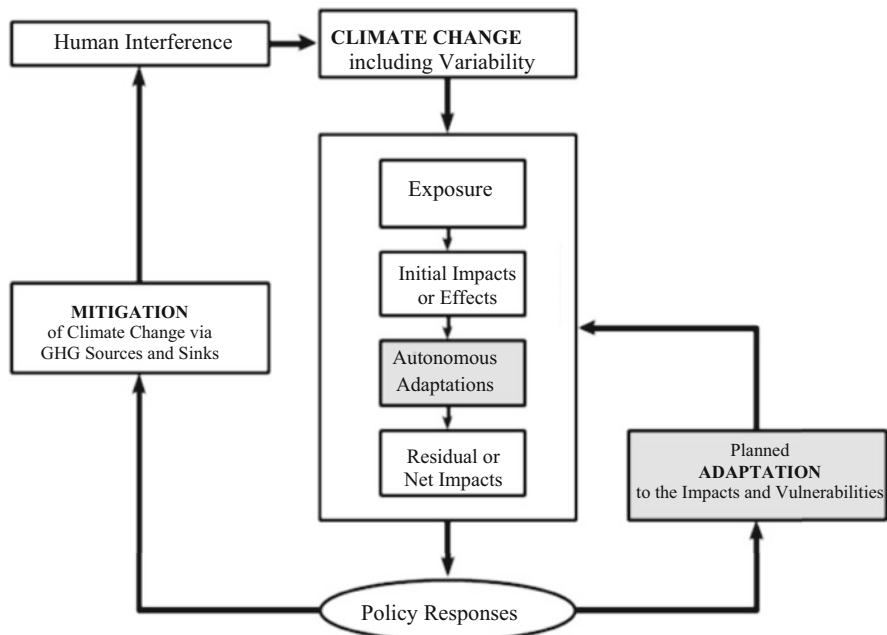 Human Interference
CLIMATE CHANGE
including Variability
Exposure
Initial Impacts
or Effects
MITIGATION
of Climate Change via
GHG Sources and Sinks
Autonomous
Adaptations
Residual or
Net Impacts
Planned
ADAPTATION
to the Impacts and Vulnerabilities
Policy Responses